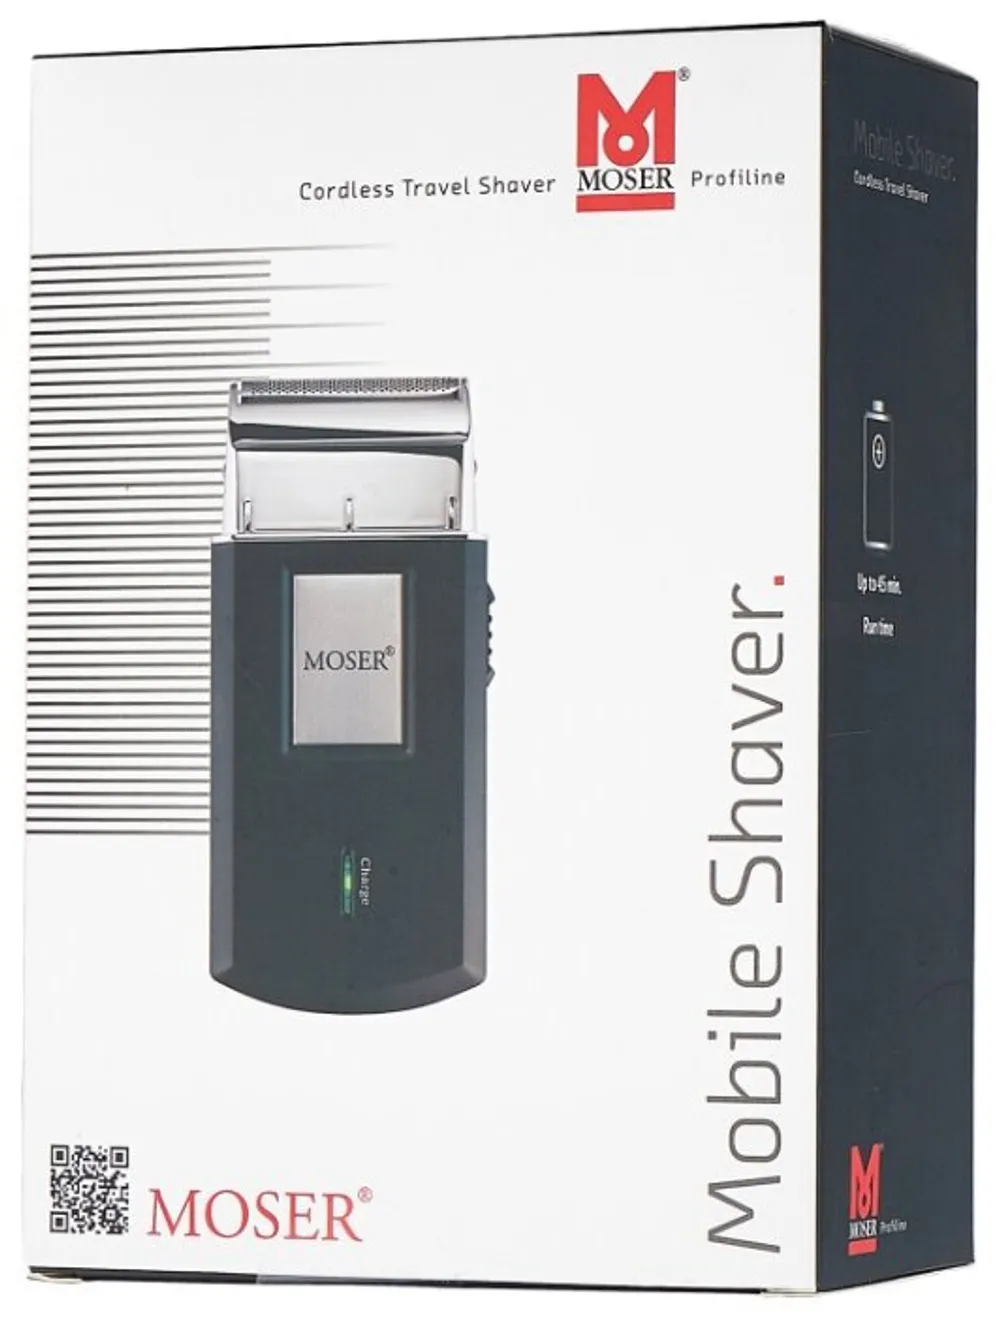 Cordless Travel Shaver
MOSER
®
Profiline
MOSER®
Charge
Mobile Shaver.
MOSER®
Mobile Shaver.
Cordless Travel Shaver
Up to 45 min.
Run time
MOSER Profiline